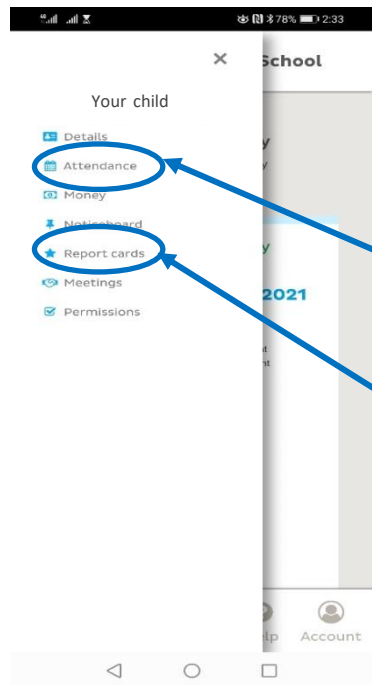 78% 2:33
School
Your child
Details
Attendance
Money
Noticeboard
Report cards
Meetings
Permissions
2021
Account